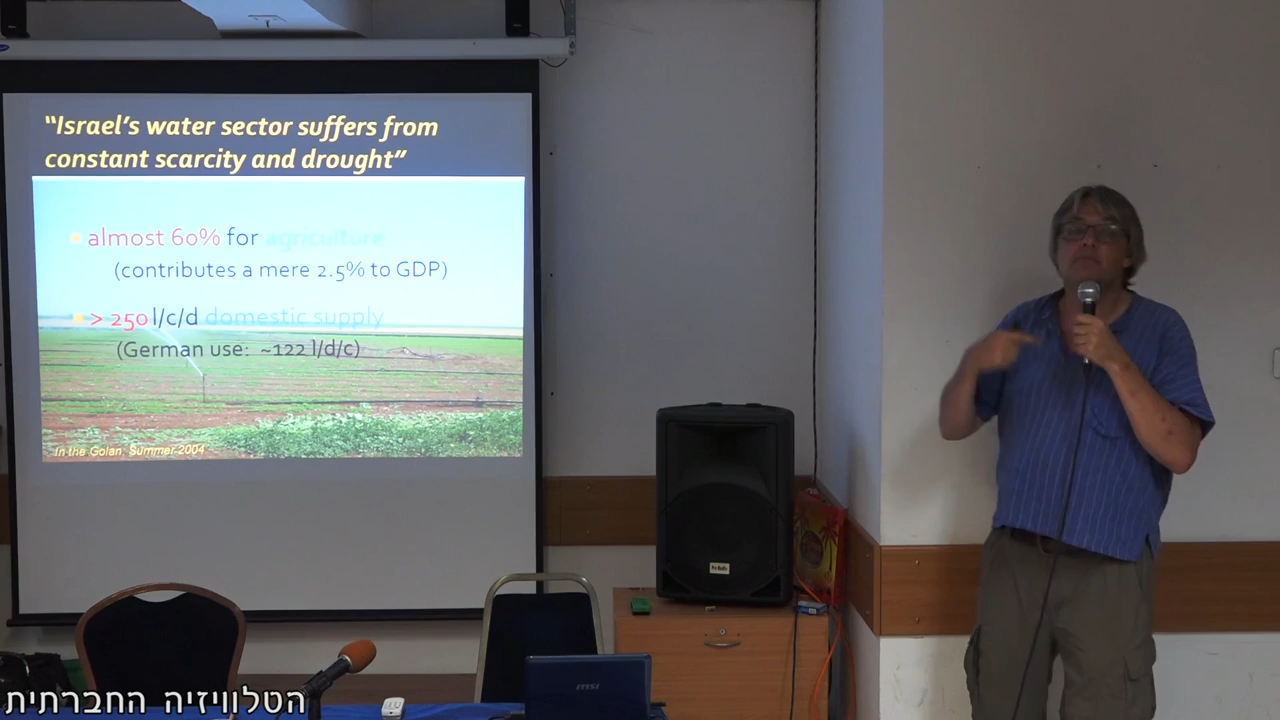 “Israel’s water sector suffers from
constant scarcity and drought”
almost 60% for agriculture
(contributes a mere 2.5% to GDP)
> 250 l/c/d domestic supply
(German use: ~122 l/d/c)
In the Golan, Summer 2004
msi
הטלוויזיה החברתית